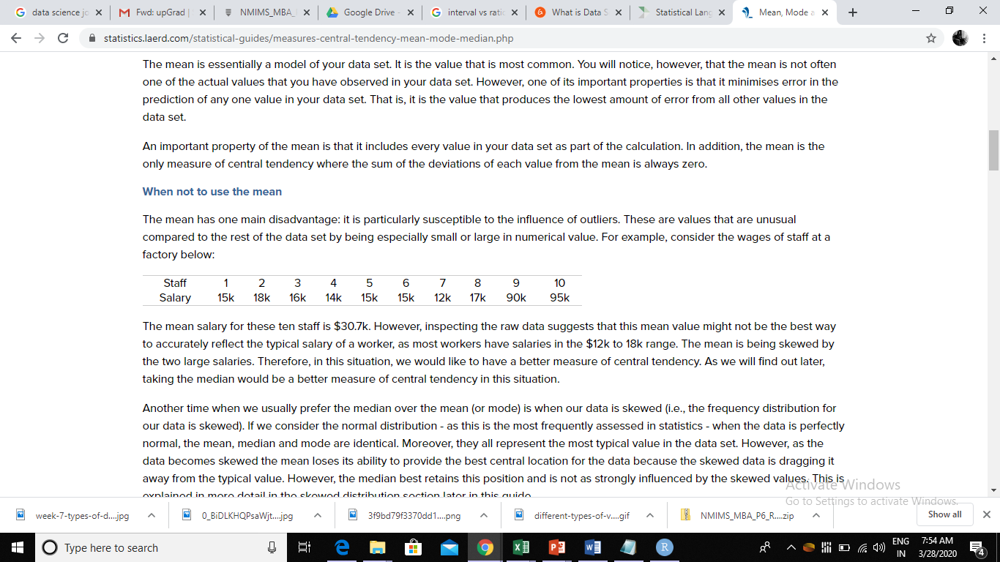 data science jo
Fwd: upGrad |
NMIMS_MBA_
Google Drive -
interval vs ratio
What is Data S
Statistical Lang
Mean, Mode a
statistics.laerd.com/statistical-guides/measures-central-tendency-mean-mode-median.php
The mean is essentially a model of your data set. It is the value that is most common. You will notice, however, that the mean is not often
one of the actual values that you have observed in your data set. However, one of its important properties is that it minimises error in the
prediction of any one value in your data set. That is, it is the value that produces the lowest amount of error from all other values in the
data set.
An important property of the mean is that it includes every value in your data set as part of the calculation. In addition, the mean is the
only measure of central tendency where the sum of the deviations of each value from the mean is always zero.
When not to use the mean
The mean has one main disadvantage: it is particularly susceptible to the influence of outliers. These are values that are unusual
compared to the rest of the data set by being especially small or large in numerical value. For example, consider the wages of staff at a
factory below:
Staff 1 2 3 4 5 6 7 8 9 10
Salary 15k 18k 16k 14k 15k 15k 12k 17k 90k 95k
The mean salary for these ten staff is $30.7k. However, inspecting the raw data suggests that this mean value might not be the best way
to accurately reflect the typical salary of a worker, as most workers have salaries in the $12k to 18k range. The mean is being skewed by
the two large salaries. Therefore, in this situation, we would like to have a better measure of central tendency. As we will find out later,
taking the median would be a better measure of central tendency in this situation.
Another time when we usually prefer the median over the mean (or mode) is when our data is skewed (i.e., the frequency distribution for
our data is skewed). If we consider the normal distribution - as this is the most frequently assessed in statistics - when the data is perfectly
normal, the mean, median and mode are identical. Moreover, they all represent the most typical value in the data set. However, as the
data becomes skewed the mean loses its ability to provide the best central location for the data because the skewed data is dragging it
away from the typical value. However, the median best retains this position and is not as strongly influenced by the skewed values. This is
explained in more detail in the skewed distribution section later in this guide.
Activate Windows
Go to Settings to activate Windows.
week-7-types-of-d....jpg
0_BiDLKHQPsaWjt....jpg
3f9bd79f3370dd1....png
different-types-of-v....gif
NMIMS_MBA_P6_R....zip
Show all
Type here to search
ENG
IN
7:54 AM
3/28/2020
4